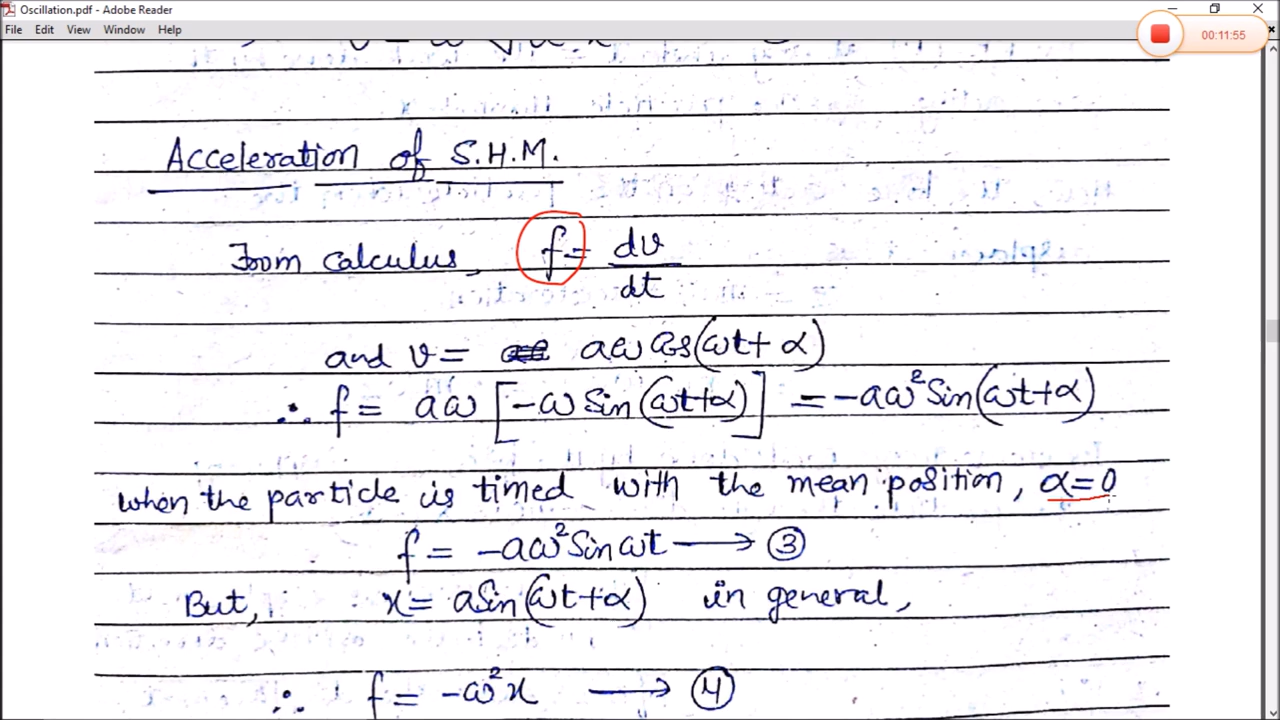 Oscillation.pdf - Adobe Reader
File Edit View Window Help
00:11:55
Acceleration of S.H.M.
From calculus, f = dv/dt
and v = aω Cos(ωt + α)
∴ f = aω [-ω Sin(ωt+α)] = -aω² Sin(ωt+α)
when the particle is timed with the mean position, α=0
f = -aω² Sin ωt → ③
But, x = aSin(ωt+α) in general,
∴ f = -ω²x → ④